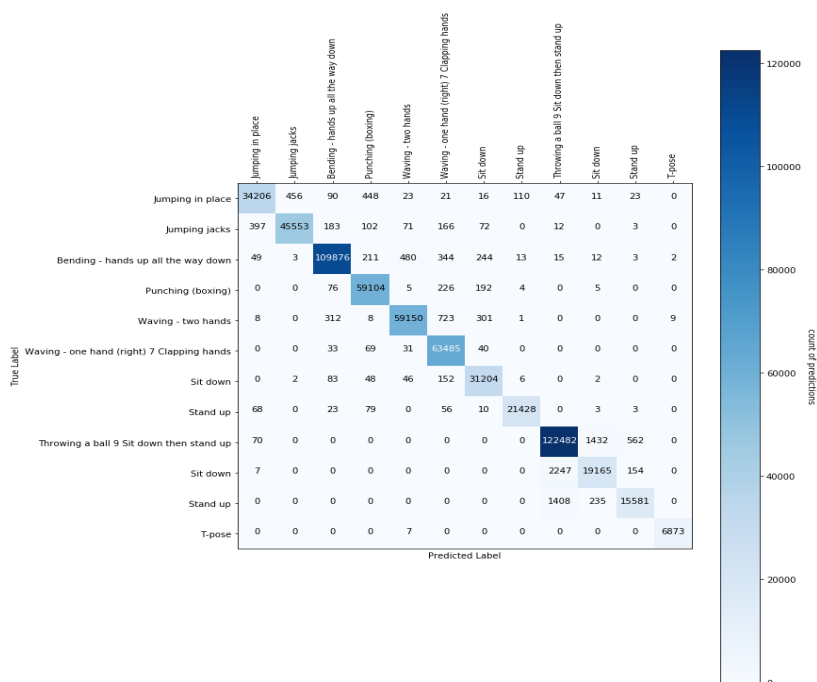 Jumping in place
Jumping jacks
Bending - hands up all the way down
Punching (boxing)
Waving - two hands
Waving - one hand (right) 7 Clapping hands
Sit down
Stand up
Throwing a ball 9 Sit down then stand up
Sit down
Stand up
T-pose
Jumping in place 34206 456 90 448 23 21 16 110 47 11 23 0
Jumping jacks 397 45553 183 102 71 166 72 0 12 0 3 0
Bending - hands up all the way down 49 3 109876 211 480 344 244 13 15 12 3 2
Punching (boxing) 0 0 76 59104 5 226 192 4 0 5 0 0
Waving - two hands 8 0 312 8 59150 723 301 1 0 0 0 9
Waving - one hand (right) 7 Clapping hands 0 0 33 69 31 63485 40 0 0 0 0 0
Sit down 0 2 83 48 46 152 31204 6 0 2 0 0
Stand up 68 0 23 79 0 56 10 21428 0 3 3 0
Throwing a ball 9 Sit down then stand up 70 0 0 0 0 0 0 0 122482 1432 562 0
Sit down 7 0 0 0 0 0 0 0 2247 19165 154 0
Stand up 0 0 0 0 0 0 0 0 1408 235 15581 0
T-pose 0 0 0 0 7 0 0 0 0 0 0 6873
True Label
Predicted Label
120000
100000
80000
60000
40000
20000
0
count of predictions